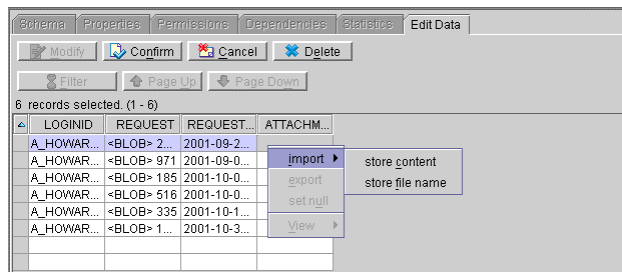 Schema Properties Permissions Dependencies Statistics Edit Data
Modify Confirm Cancel Delete
Filter Page Up Page Down
6 records selected. (1 - 6)
LOGINID REQUEST REQUEST... ATTACHM...
A_HOWAR... <BLOB> 2... 2001-09-2...
A_HOWAR... <BLOB> 971 2001-09-0...
A_HOWAR... <BLOB> 185 2001-10-0...
A_HOWAR... <BLOB> 516 2001-10-0...
A_HOWAR... <BLOB> 335 2001-10-1...
A_HOWAR... <BLOB> 1... 2001-10-3...
import
export
set null
View
store content
store file name